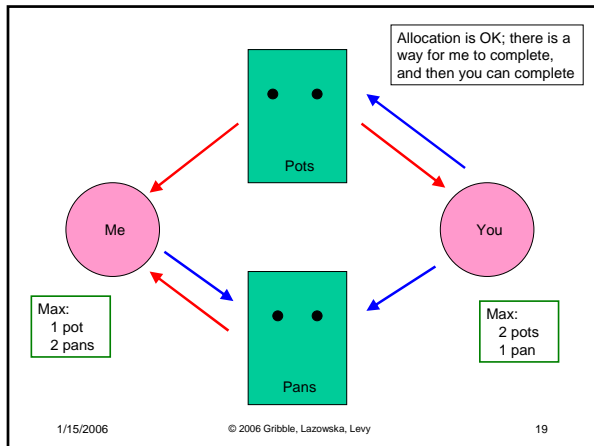 Allocation is OK; there is a
way for me to complete,
and then you can complete
Pots
Me
You
Max:
1 pot
2 pans
Pans
Max:
2 pots
1 pan
1/15/2006
© 2006 Gribble, Lazowska, Levy
19